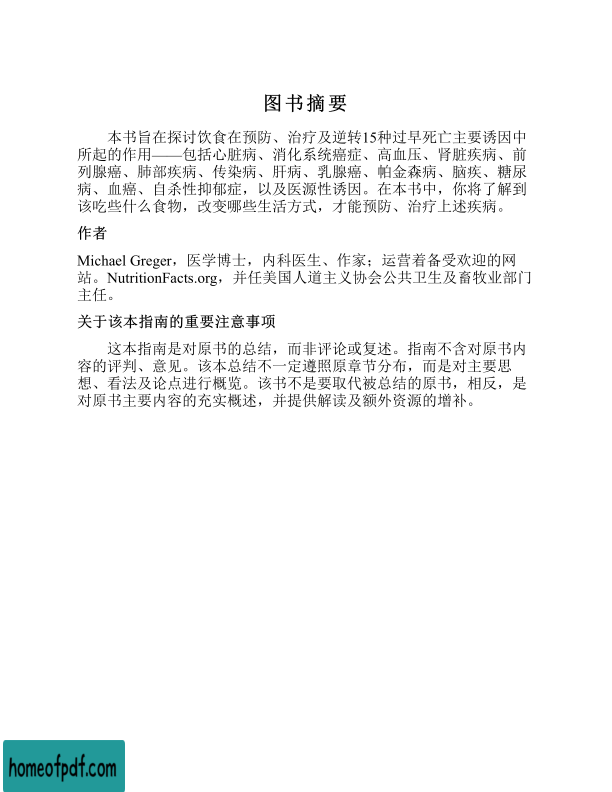 图书摘要
本书旨在探讨饮食在预防、治疗及逆转15种过早死亡主要诱因中
所起的作用——包括心脏病、消化系统癌症、高血压、肾脏疾病、前
列腺癌、肺部疾病、传染病、肝病、乳腺癌、帕金森病、脑疾、糖尿
病、血癌、自杀性抑郁症，以及医源性诱因。在本书中，你将了解到
该吃些什么食物，改变哪些生活方式，才能预防、治疗上述疾病。
作者
Michael Greger，医学博士，内科医生、作家；运营着备受欢迎的网
站。NutritionFacts.org，并任美国人道主义协会公共卫生及畜牧业部门
主任。
关于该本指南的重要注意事项
这本指南是对原书的总结，而非评论或复述。指南不含对原书内
容的评判、意见。该本总结不一定遵照原章节分布，而是对主要思
想、看法及论点进行概览。该书不是要取代被总结的原书，相反，是
对原书主要内容的充实概述，并提供解读及额外资源的增补。
homeofpdf.com